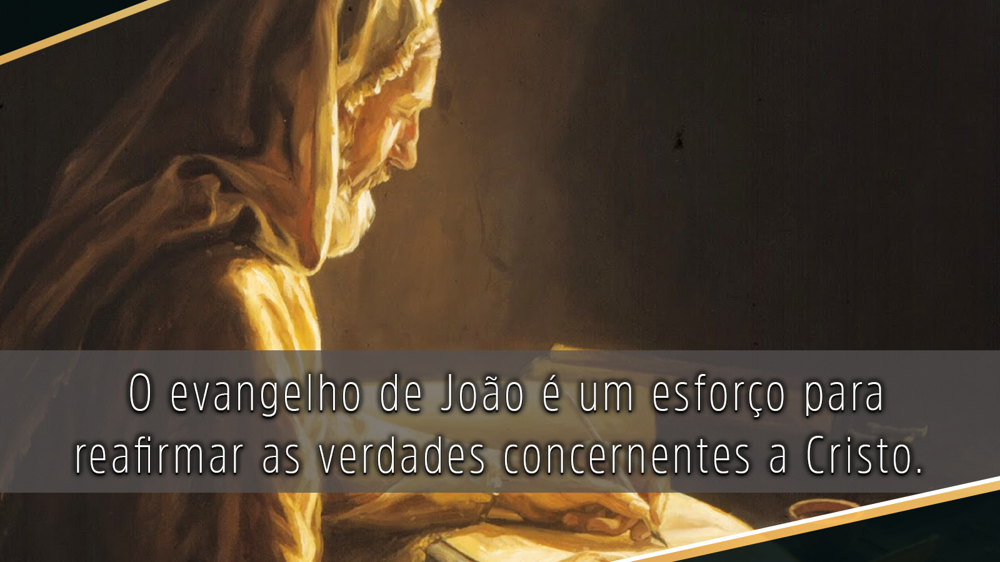 O evangelho de João é um esforço para
reafirmar as verdades concernentes a Cristo.